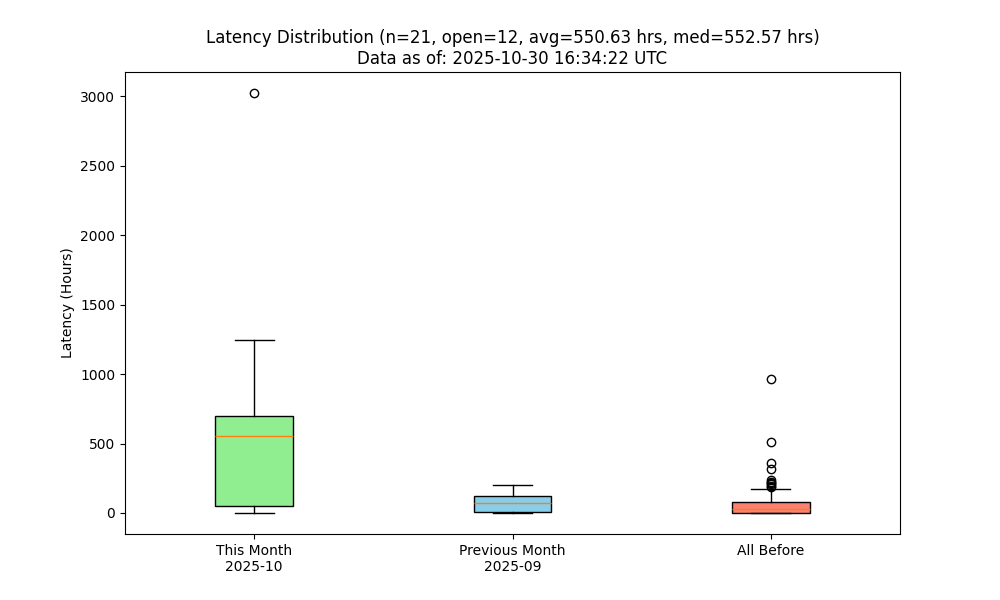 Latency Distribution (n=21, open=12, avg=550.63 hrs, med=552.57 hrs)
Data as of: 2025-10-30 16:34:22 UTC
Latency (Hours)
3000
2500
2000
1500
1000
500
0
This Month
2025-10
Previous Month
2025-09
All Before